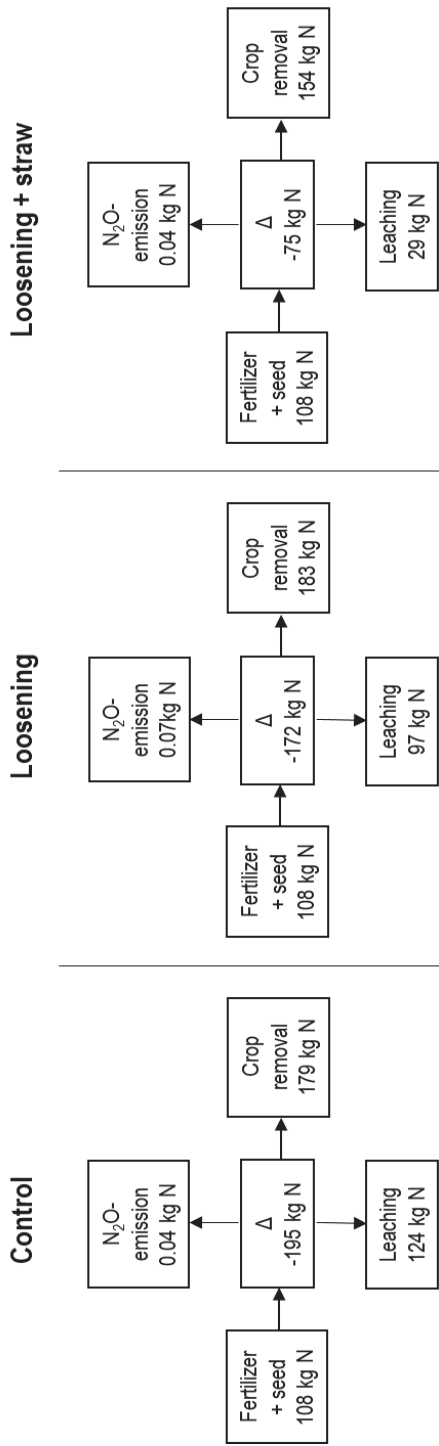 Control
N₂O-
emission
0.04 kg N
Fertilizer
+ seed
108 kg N
Δ
-195 kg N
Crop
removal
179 kg N
Leaching
124 kg N
Loosening
N₂O-
emission
0.07kg N
Fertilizer
+ seed
108 kg N
Δ
-172 kg N
Crop
removal
183 kg N
Leaching
97 kg N
Loosening + straw
N₂O-
emission
0.04 kg N
Fertilizer
+ seed
108 kg N
Δ
-75 kg N
Crop
removal
154 kg N
Leaching
29 kg N